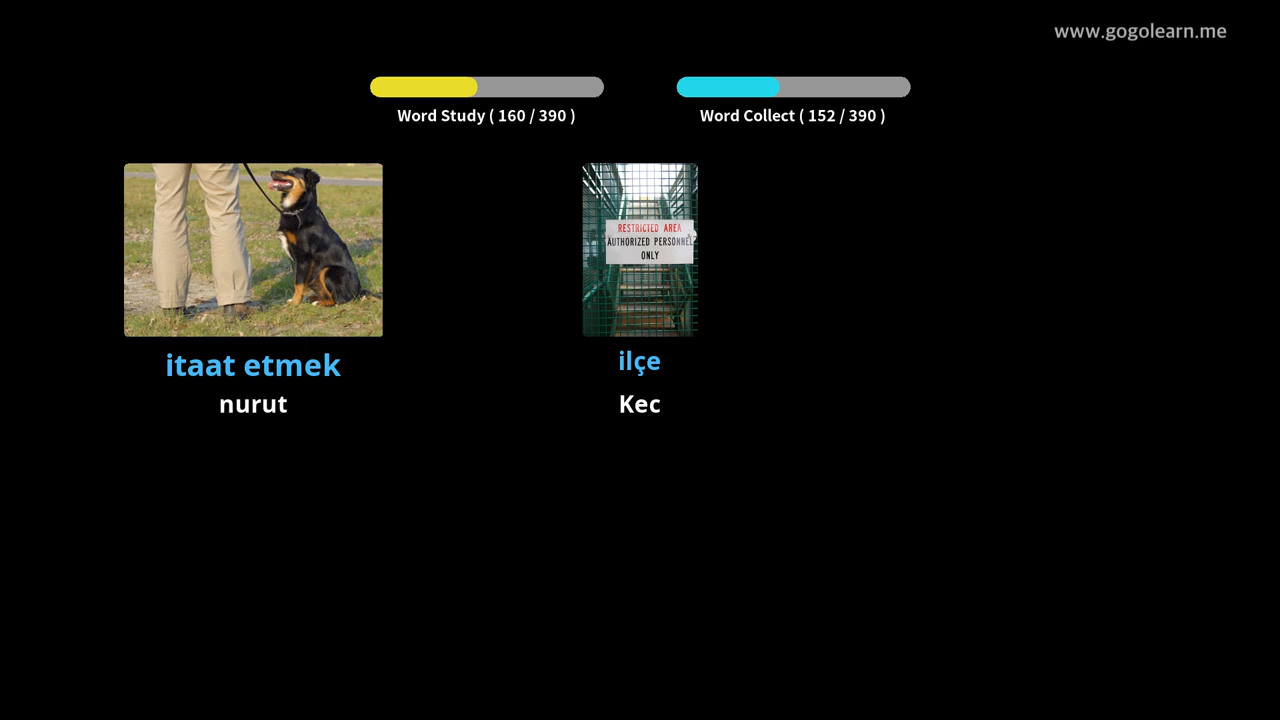 www.gogolearn.me
Word Study ( 160 / 390 )
Word Collect ( 152 / 390 )
RESTRICTED AREA
AUTHORIZED PERSONNEL
ONLY
itaat etmek
ilçe
nurut
Kec